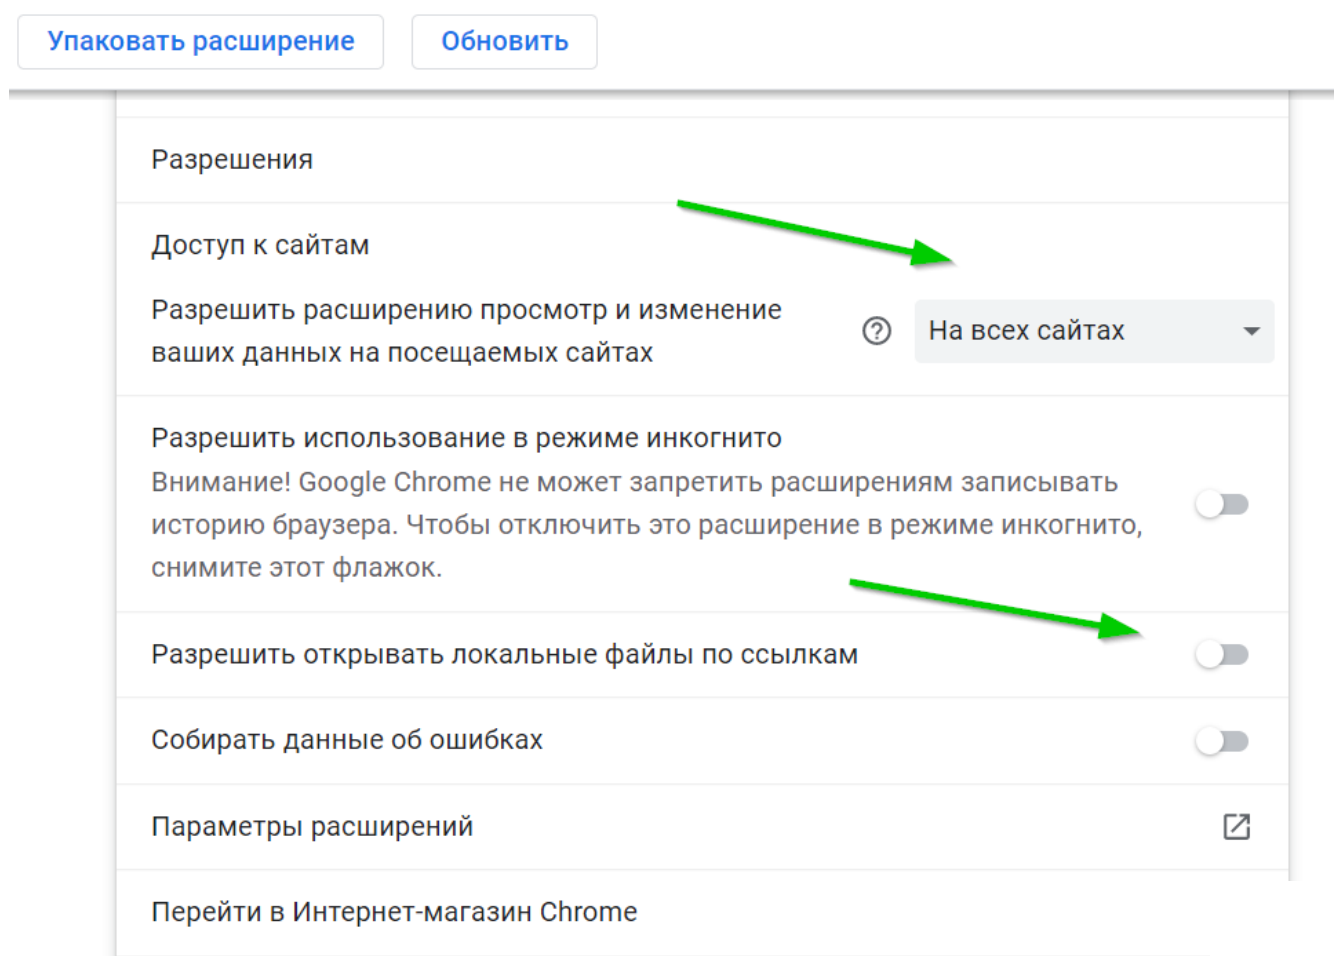 Упаковать расширение
Обновить
Разрешения
Доступ к сайтам
Разрешить расширению просмотр и изменение
ваших данных на посещаемых сайтах
На всех сайтах
Разрешить использование в режиме инкогнито
Внимание! Google Chrome не может запретить расширениям записывать
историю браузера. Чтобы отключить это расширение в режиме инкогнито,
снимите этот флажок.
Разрешить открывать локальные файлы по ссылкам
Собирать данные об ошибках
Параметры расширений
Перейти в Интернет-магазин Chrome